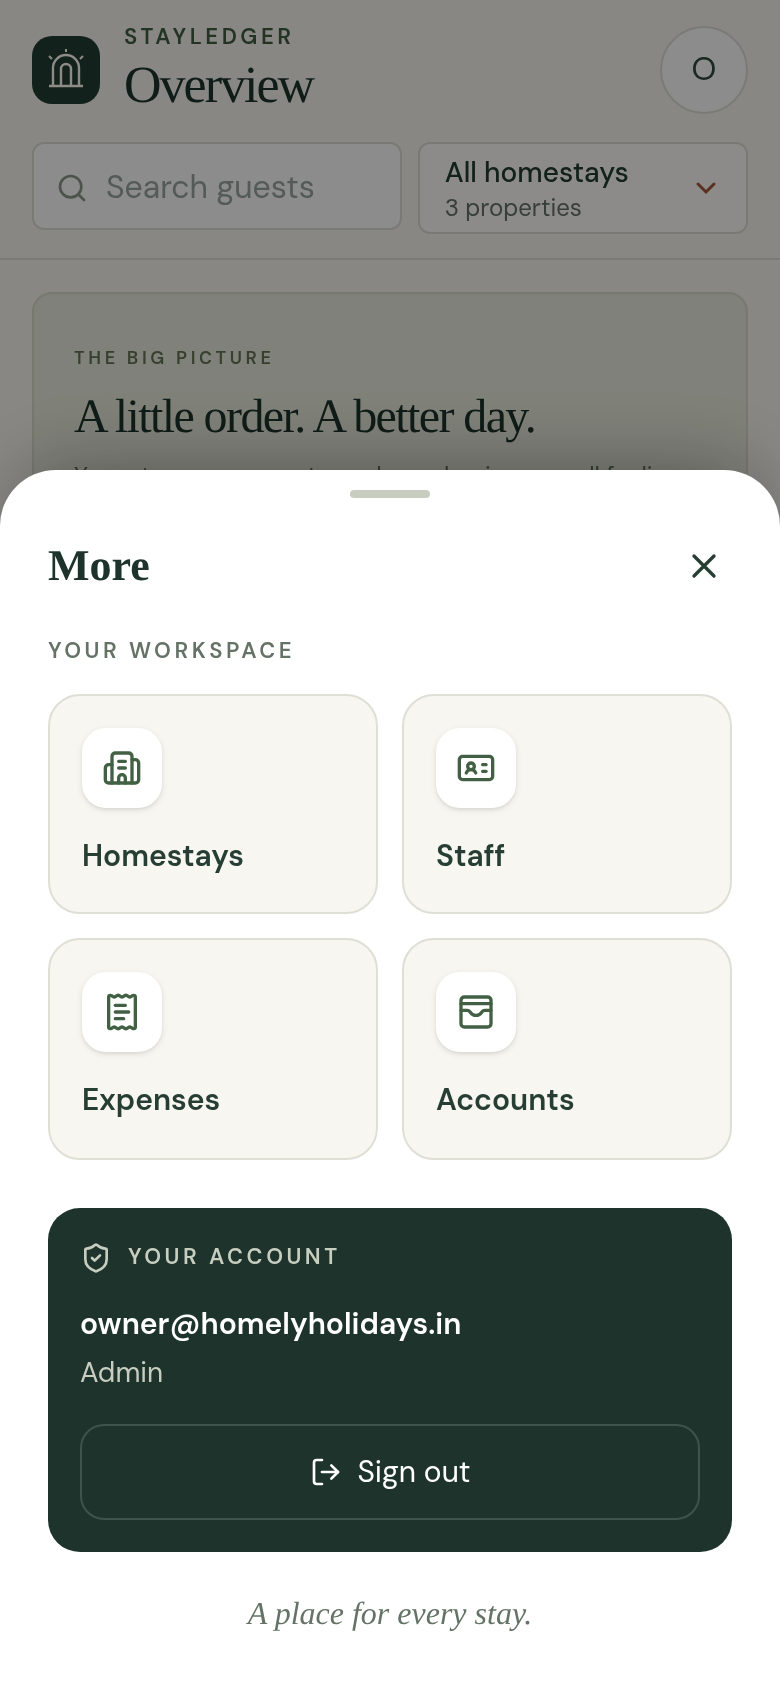 STAYLEDGER
Overview
O
Search guests
All homestays
3 properties
THE BIG PICTURE
A little order. A better day.
More
YOUR WORKSPACE
Homestays
Staff
Expenses
Accounts
YOUR ACCOUNT
owner@homelyholidays.in
Admin
Sign out
A place for every stay.